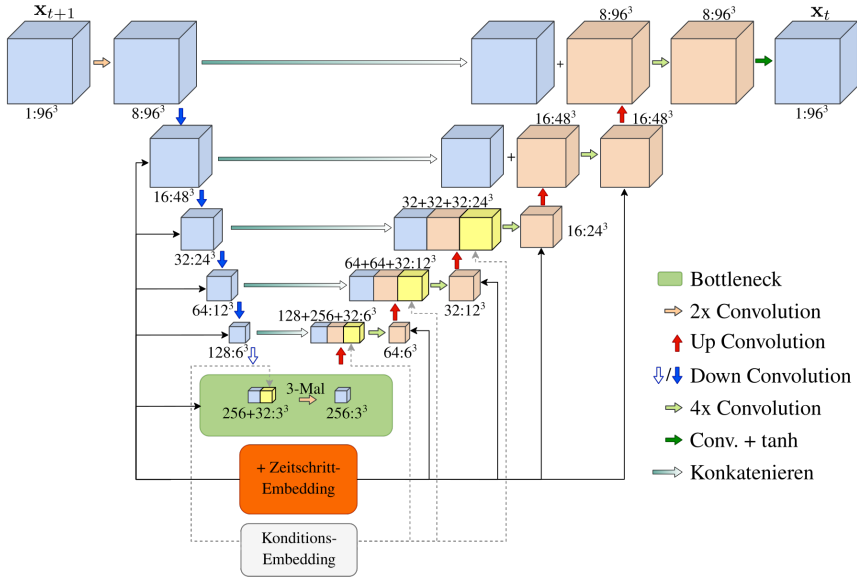 x_{t+1}
8:96³
8:96³
x_t
1:96³
8:96³
+
1:96³
16:48³
16:48³
+
16:48³
32+32+32:24³
16:24³
32:24³
64+64+32:12³
64:12³
32:12³
128+256+32:6³
128:6³
64:6³
3-Mal
256+32:3³
256:3³
+ Zeitschritt-
Embedding
Konditions-
Embedding
Bottleneck
2x Convolution
Up Convolution
/ Down Convolution
4x Convolution
Conv. + tanh
Konkatenieren